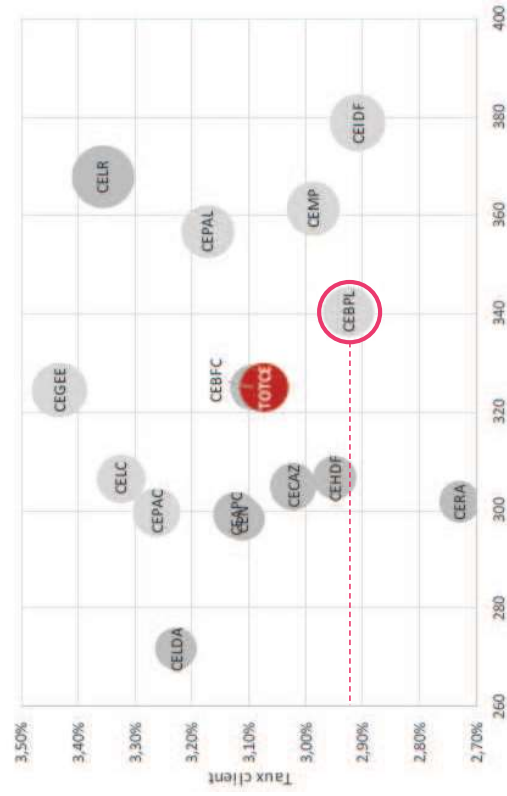 3,50%
3,40%
3,30%
3,20%
3,10%
3,00%
2,90%
2,80%
2,70%
Taux client
260
280
300
320
340
360
380
400
CEGEE
CELR
CELC
CEPAC
CELDA
CEPAL
CEAPC
CEN
CEBFC
TOTCE
CECAZ
CEMP
CEHDF
CEBPL
CEIDF
CERA